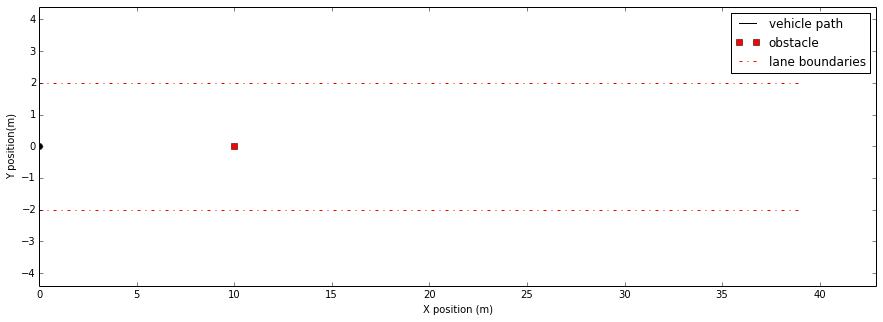 vehicle path
obstacle
lane boundaries
4
3
2
1
0
−1
−2
−3
−4
Y position(m)
0 5 10 15 20 25 30 35 40
X position (m)